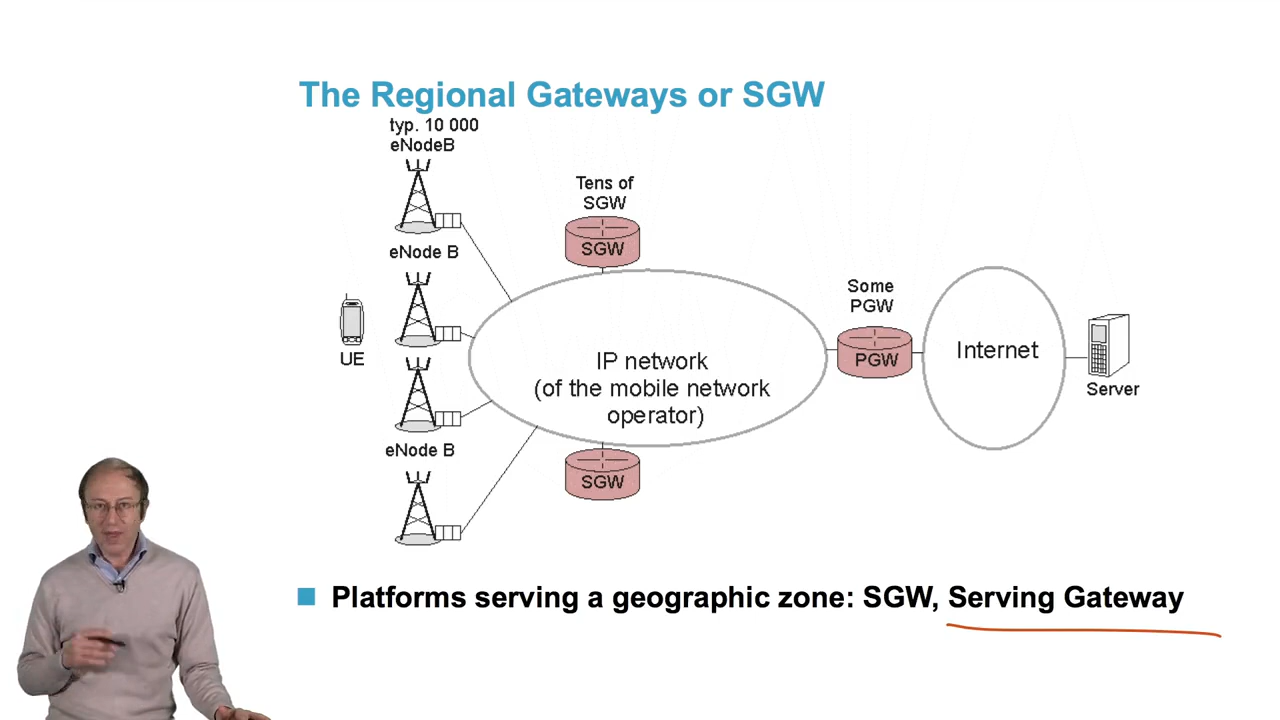 The Regional Gateways or SGW
typ. 10 000
eNodeB
Tens of
SGW
SGW
eNode B
UE
Some
PGW
PGW
IP network
(of the mobile network
operator)
Internet
Server
eNode B
SGW
Platforms serving a geographic zone: SGW, Serving Gateway